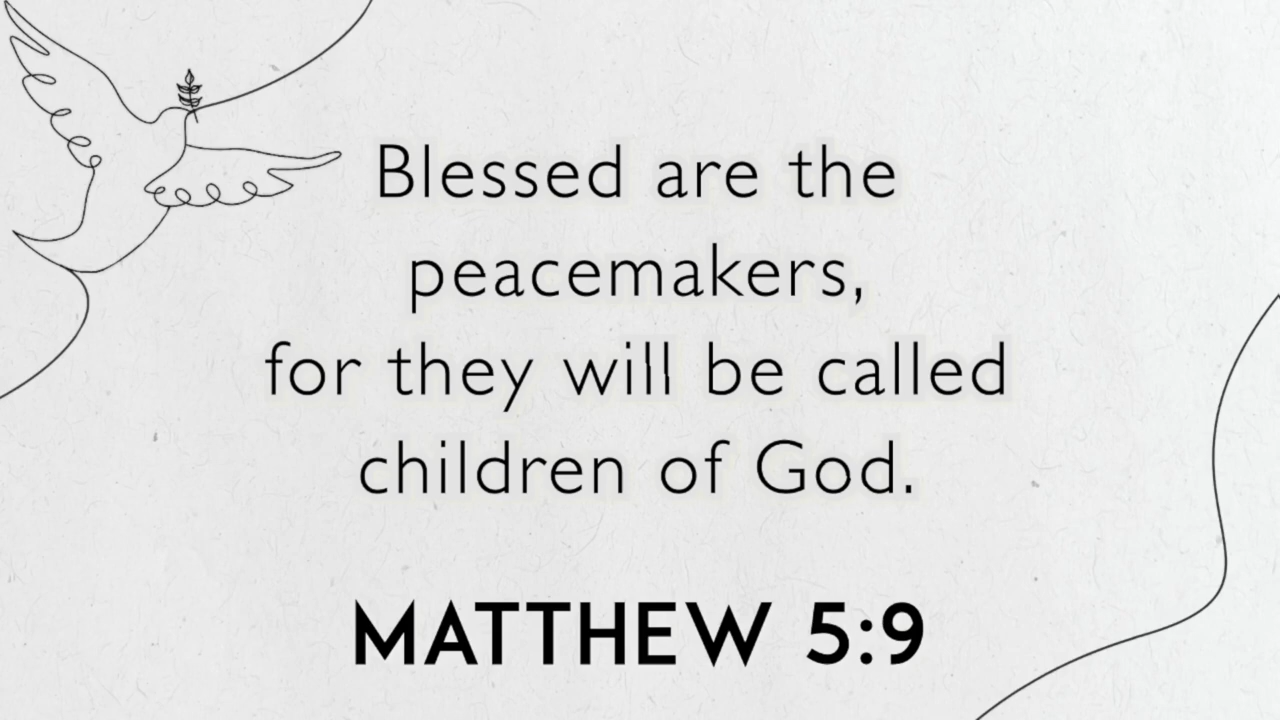 Blessed are the
peacemakers,
for they will be called
children of God.
MATTHEW 5:9